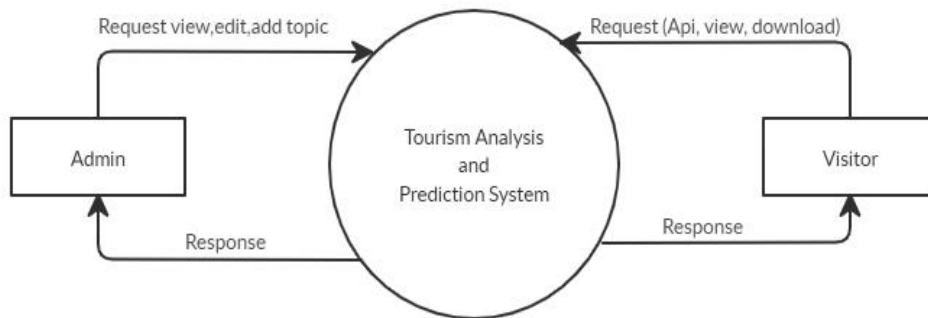 Request view,edit,add topic
Request (Api, view, download)
Admin
Tourism Analysis
and
Prediction System
Visitor
Response
Response